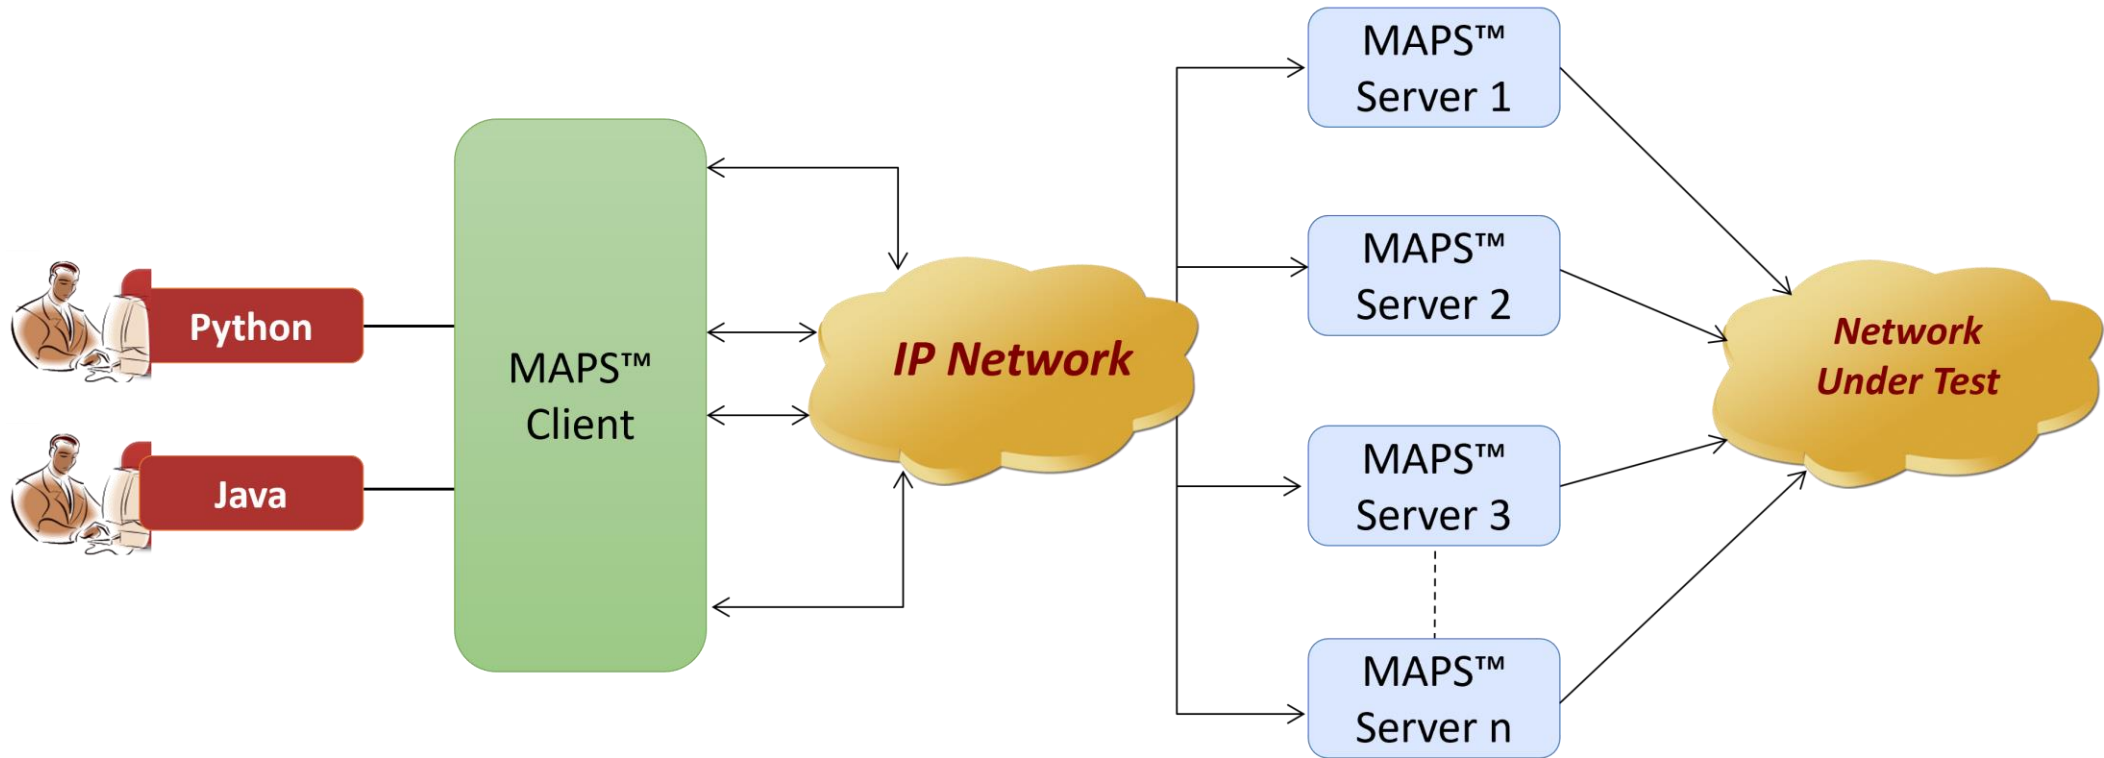 Python
Java
MAPS™
Client
IP Network
MAPS™
Server 1
MAPS™
Server 2
MAPS™
Server 3
MAPS™
Server n
Network
Under Test